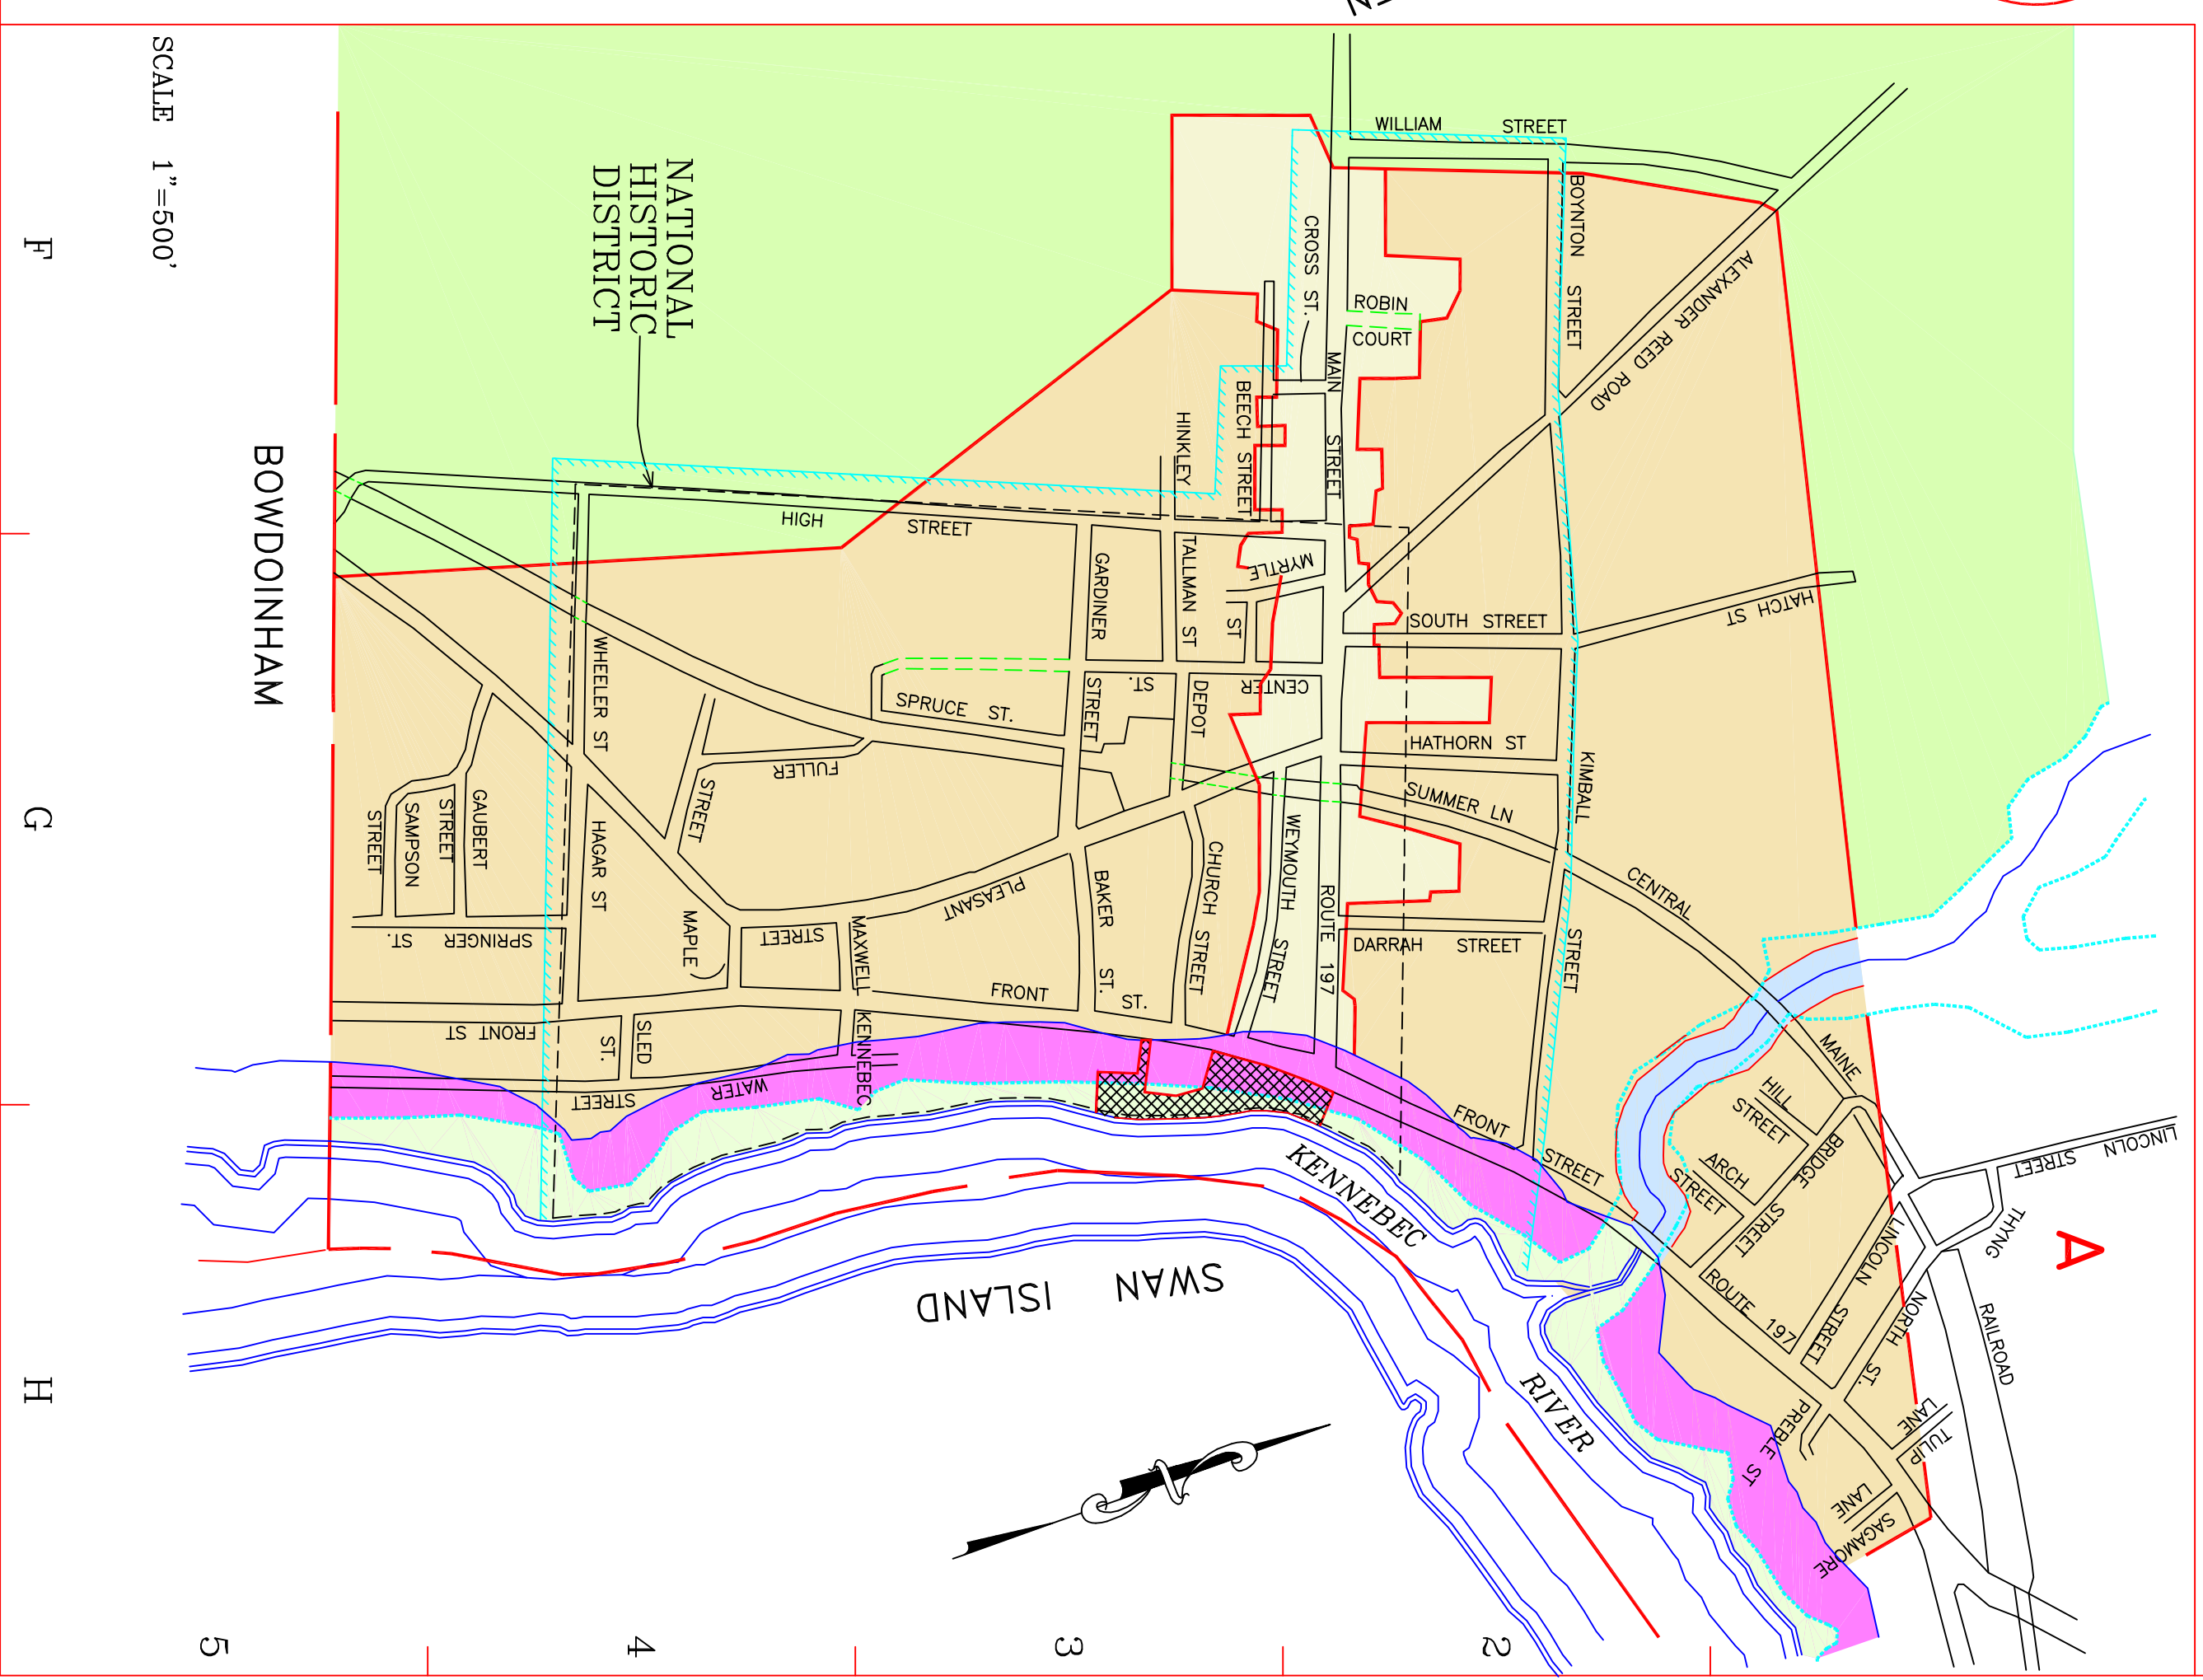 SCALE 1"=500'
F
G
H
5
4
3
2
A
BOWDOINHAM
NATIONAL
HISTORIC
DISTRICT
WILLIAM STREET
BOYNTON STREET
ALEXANDER REED ROAD
CROSS ST.
ROBIN
COURT
MAIN STREET
BEECH STREET
HINKLEY
HIGH STREET
GARDINER STREET
TALLMAN ST
MYRTLE
ST
SOUTH STREET
HATCH ST
CENTER ST.
DEPOT
SPRUCE ST.
HATHORN ST
KIMBALL STREET
SUMMER LN
WHEELER ST
FULLER
STREET
HAGAR ST
GAUBERT
STREET
SAMPSON
STREET
SPRINGER ST.
MAPLE
STREET
PLEASANT
MAXWELL
BAKER ST.
CHURCH STREET
WEYMOUTH STREET
ROUTE 197
DARRAH STREET
CENTRAL
MAINE
FRONT ST.
FRONT ST
SLED
ST.
KENNEBEC
WATER
STREET
FRONT STREET
HILL
STREET
ARCH
STREET
BRIDGE
STREET
LINCOLN STREET
THYNG
LINCOLN STREET
NORTH ST.
ROUTE 197
RAILROAD
PREBLE ST
TULIP
LANE
SAGAMORE
LANE
KENNEBEC
RIVER
SWAN ISLAND
N